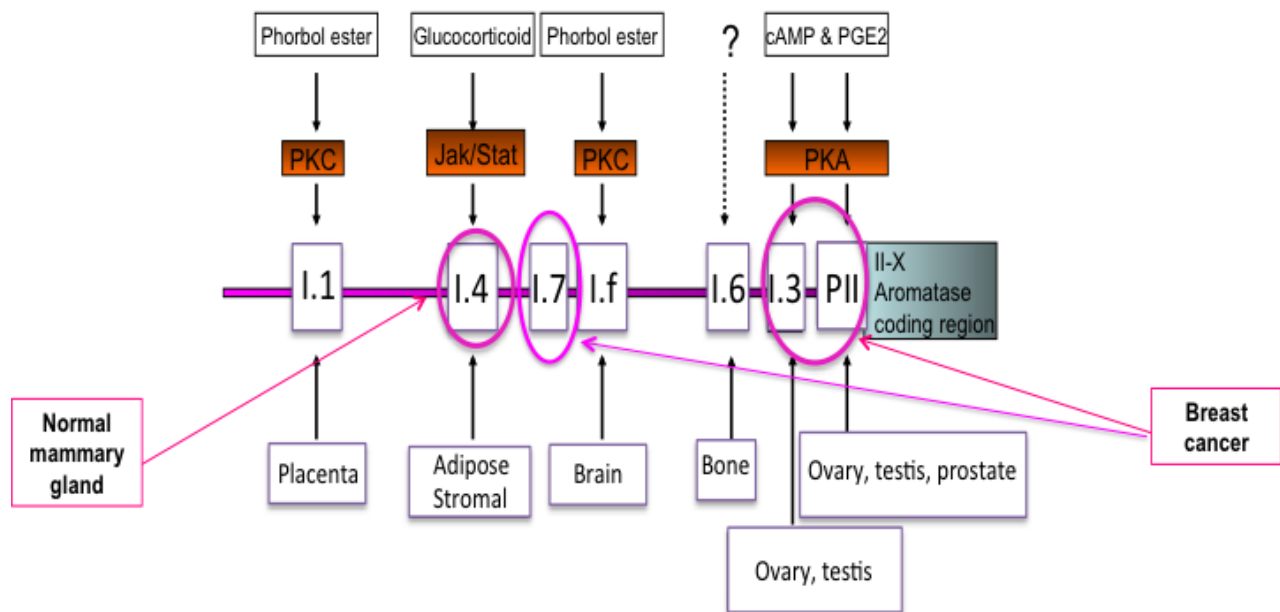 Phorbol ester
Glucocorticoid
Phorbol ester
?
cAMP & PGE2
PKC
Jak/Stat
PKC
PKA
I.1
I.4
I.7
I.f
I.6
I.3
PII
II-X
Aromatase
coding region
Normal
mammary
gland
Placenta
Adipose
Stromal
Brain
Bone
Ovary, testis, prostate
Ovary, testis
Breast
cancer